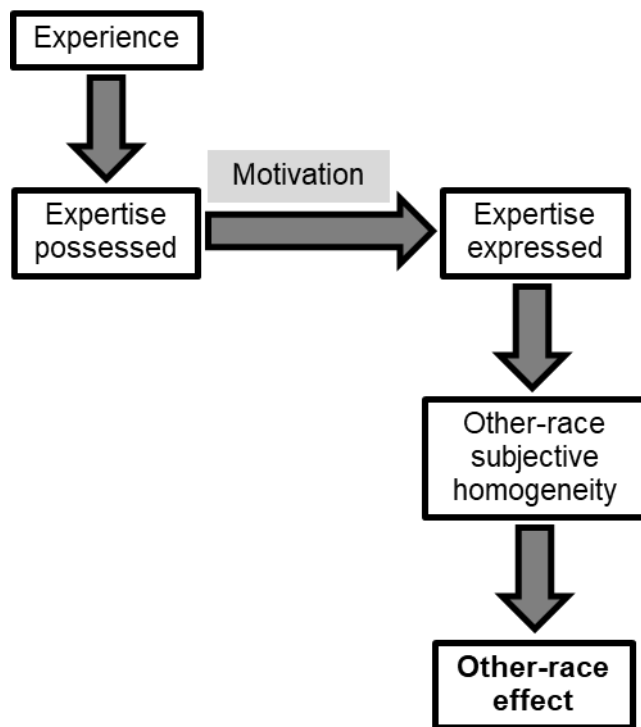 Experience
Motivation
Expertise
possessed
Expertise
expressed
Other-race
subjective
homogeneity
Other-race
effect